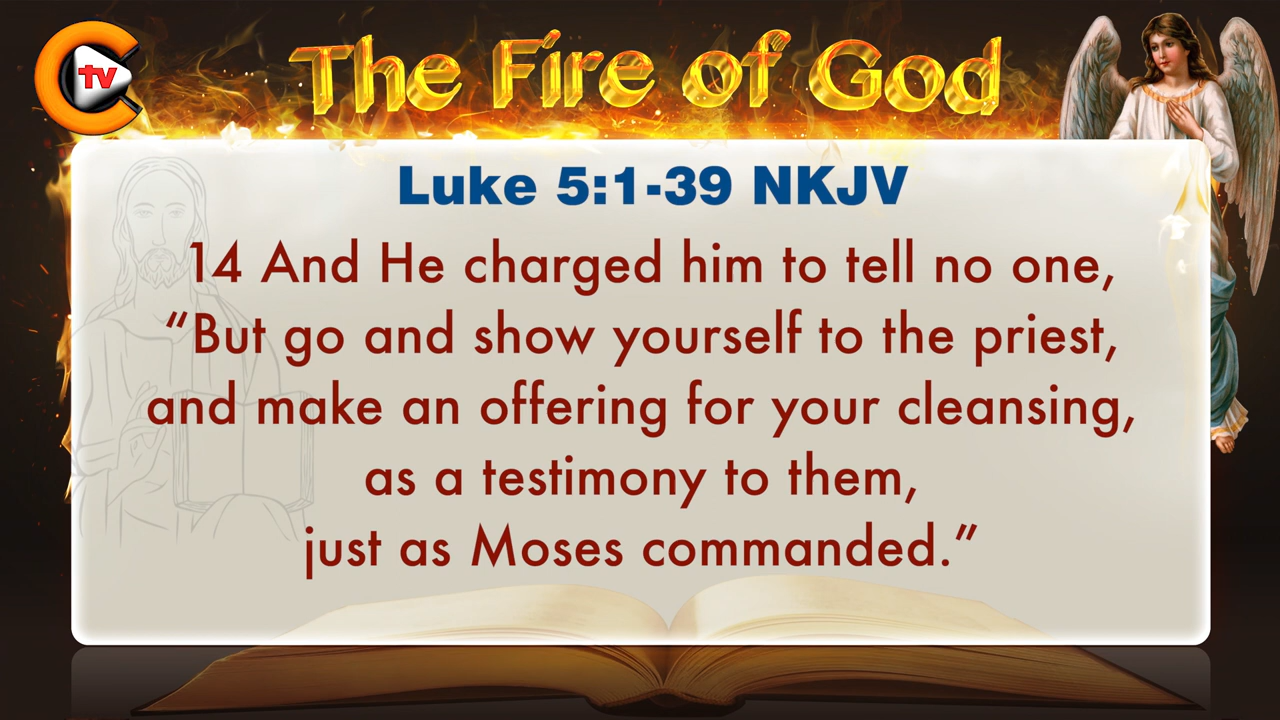 tv
The Fire of God
Luke 5:1-39 NKJV
14 And He charged him to tell no one,
“But go and show yourself to the priest,
and make an offering for your cleansing,
as a testimony to them,
just as Moses commanded.”